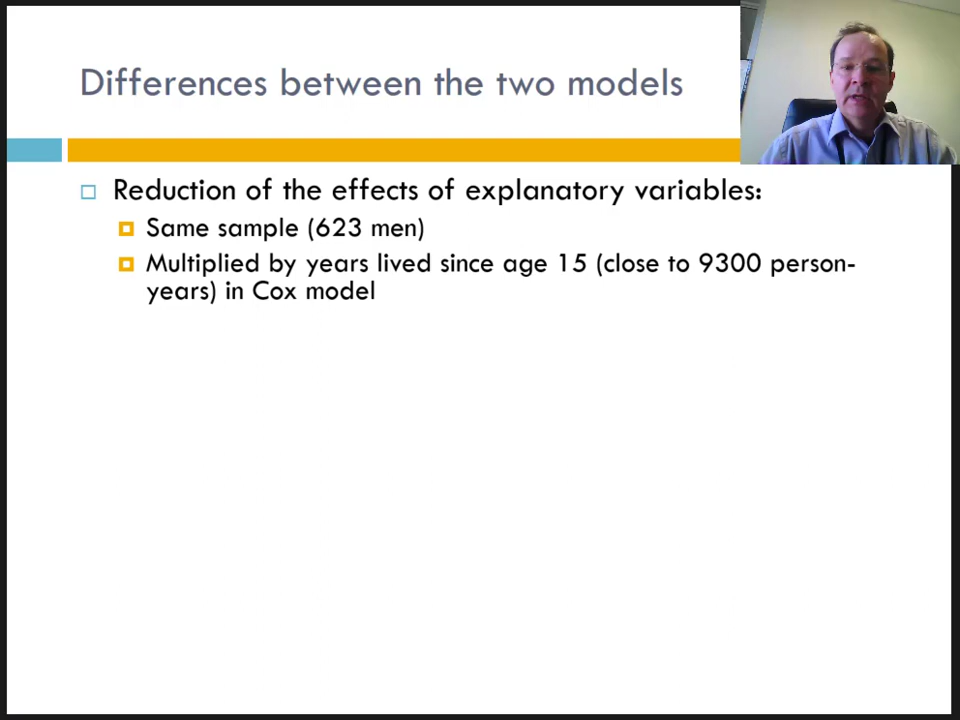 Differences between the two models
Reduction of the effects of explanatory variables:
Same sample (623 men)
Multiplied by years lived since age 15 (close to 9300 person-
years) in Cox model